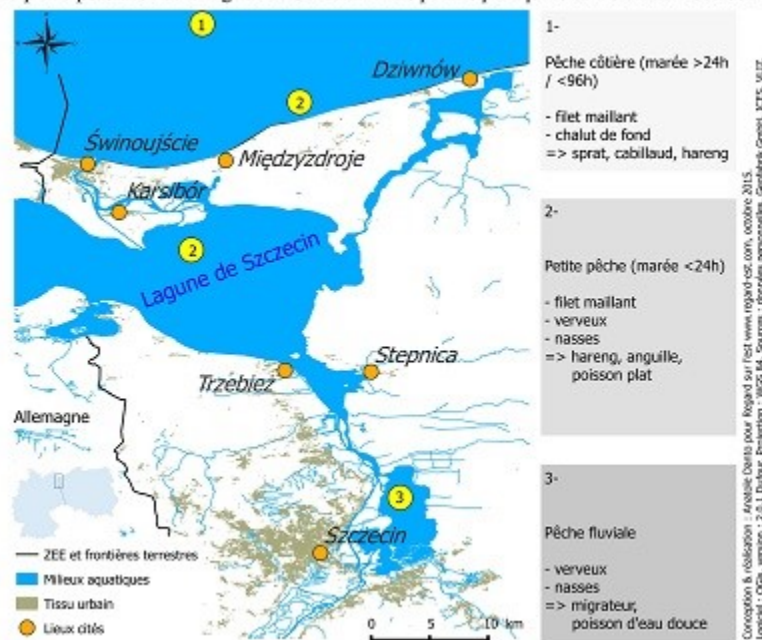 1
2
Dziwnów
Świnoujście
Międzyzdroje
Karsibór
2
Lagune de Szczecin
Stepnica
Trzebież
Allemagne
3
Szczecin
ZEE et frontières terrestres
Milieux aquatiques
Tissu urbain
Lieux cités
0 5 10 km
1-
Pêche côtière (marée >24h
/ <96h)
- filet maillant
- chalut de fond
=> sprat, cabillaud, hareng
2-
Petite pêche (marée <24h)
- filet maillant
- verveux
- nasses
=> hareng, anguille,
poisson plat
3-
Pêche fluviale
- verveux
- nasses
=> migrateur,
poisson d'eau douce
Conception & réalisation : Anatole Danto pour Regard sur l'est www.regard-est.com, octobre 2015.